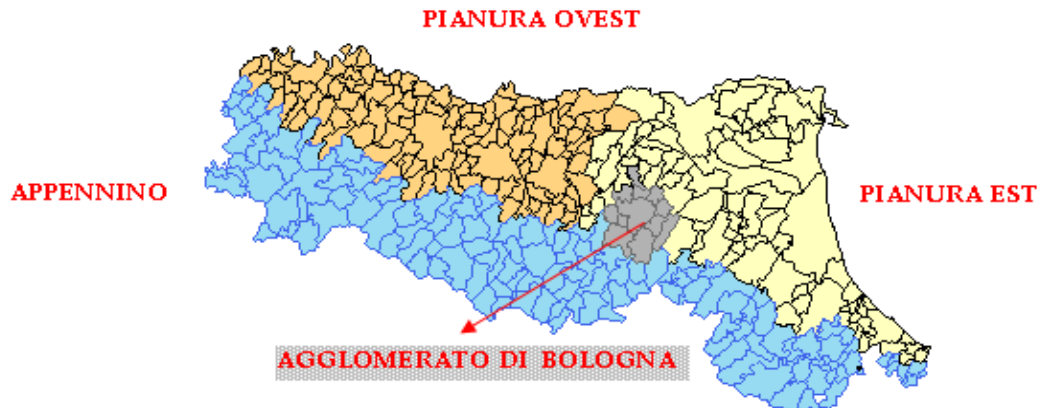 PIANURA OVEST
APPENNINO
PIANURA EST
AGGLOMERATO DI BOLOGNA